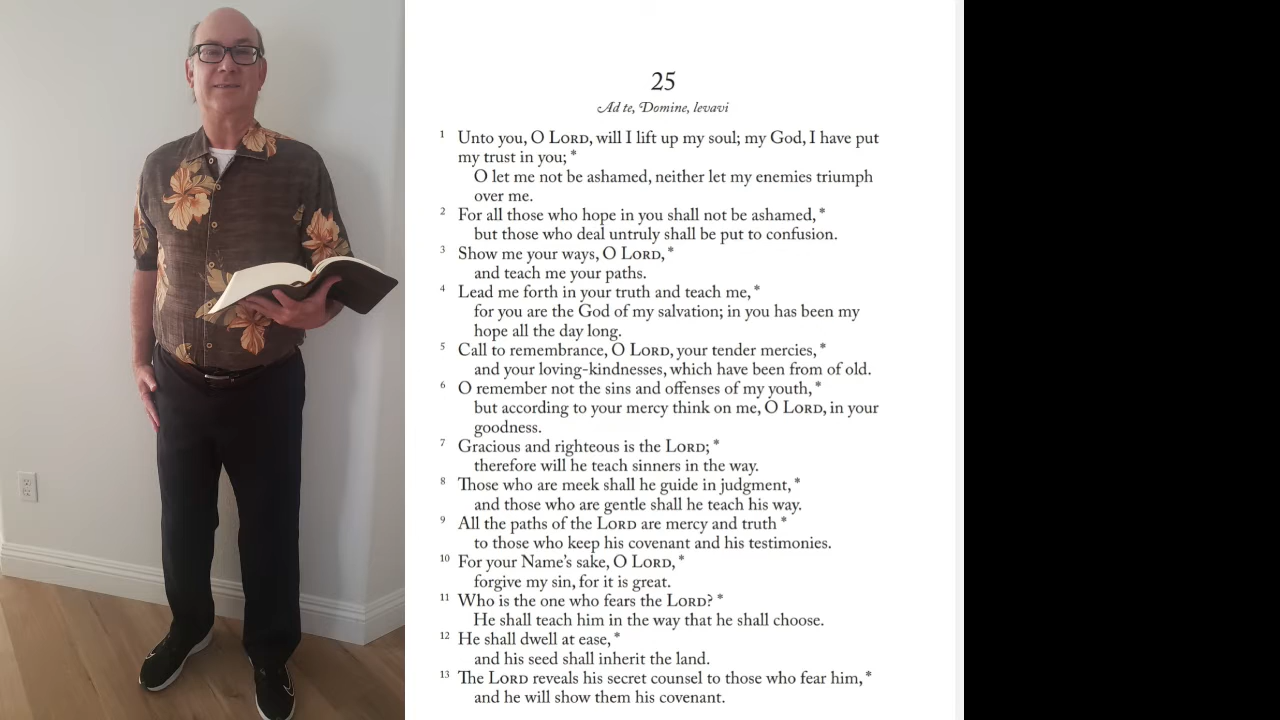 25
Ad te, Domine, levavi
1 Unto you, O LORD, will I lift up my soul; my God, I have put
my trust in you; *
O let me not be ashamed, neither let my enemies triumph
over me.
2 For all those who hope in you shall not be ashamed, *
but those who deal untruly shall be put to confusion.
3 Show me your ways, O LORD, *
and teach me your paths.
4 Lead me forth in your truth and teach me, *
for you are the God of my salvation; in you has been my
hope all the day long.
5 Call to remembrance, O LORD, your tender mercies, *
and your loving-kindnesses, which have been from of old.
6 O remember not the sins and offenses of my youth, *
but according to your mercy think on me, O LORD, in your
goodness.
7 Gracious and righteous is the LORD; *
therefore will he teach sinners in the way.
8 Those who are meek shall he guide in judgment, *
and those who are gentle shall he teach his way.
9 All the paths of the LORD are mercy and truth *
to those who keep his covenant and his testimonies.
10 For your Name’s sake, O LORD, *
forgive my sin, for it is great.
11 Who is the one who fears the LORD? *
He shall teach him in the way that he shall choose.
12 He shall dwell at ease, *
and his seed shall inherit the land.
13 The LORD reveals his secret counsel to those who fear him, *
and he will show them his covenant.